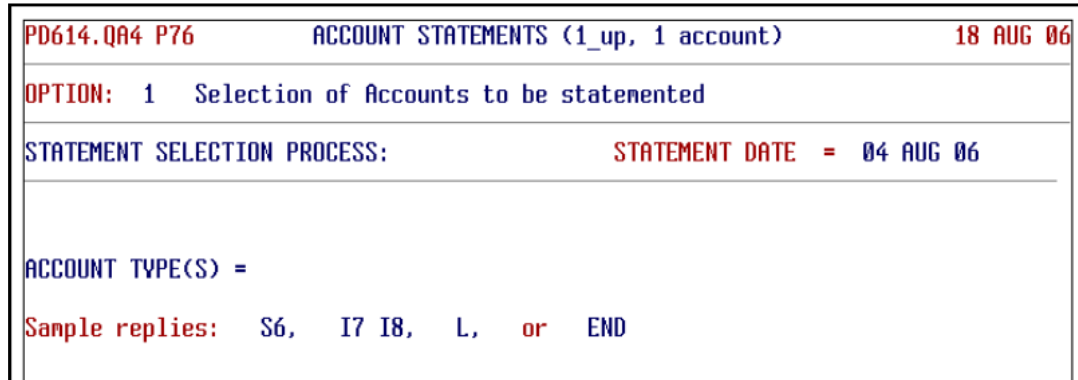 PD614.QA4 P76 ACCOUNT STATEMENTS (1_up, 1 account) 18 AUG 06
OPTION: 1 Selection of Accounts to be statemented
STATEMENT SELECTION PROCESS: STATEMENT DATE = 04 AUG 06
ACCOUNT TYPE(S) =
Sample replies: S6, I7 I8, L, or END